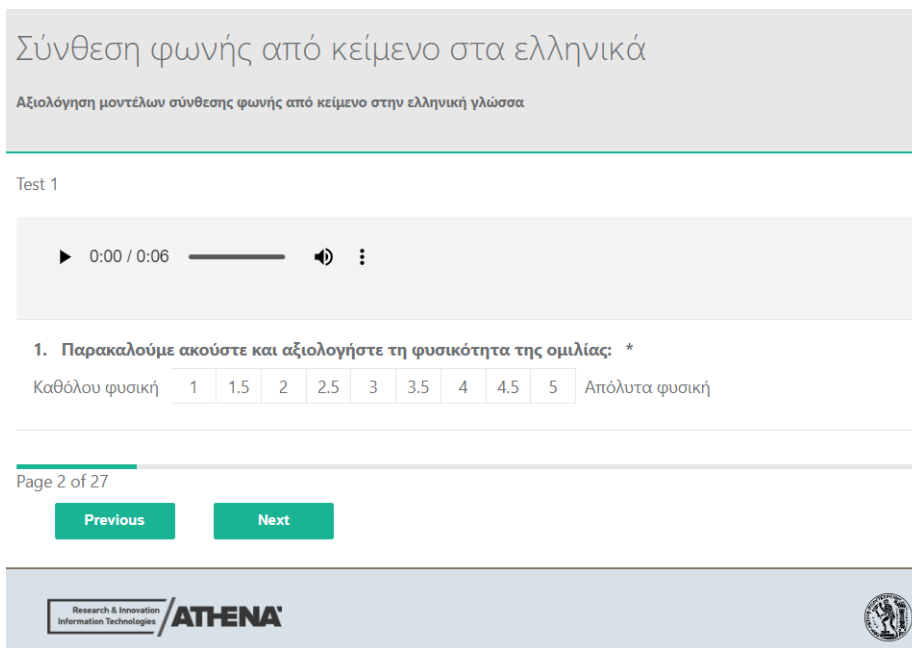 Σύνθεση φωνής από κείμενο στα ελληνικά
Αξιολόγηση μοντέλων σύνθεσης φωνής από κείμενο στην ελληνική γλώσσα
Test 1
0:00 / 0:06
1. Παρακαλούμε ακούστε και αξιολογήστε τη φυσικότητα της ομιλίας: *
Καθόλου φυσική 1 1.5 2 2.5 3 3.5 4 4.5 5 Απόλυτα φυσική
Page 2 of 27
Previous Next
Research & Innovation
Information Technologies
ATHENA